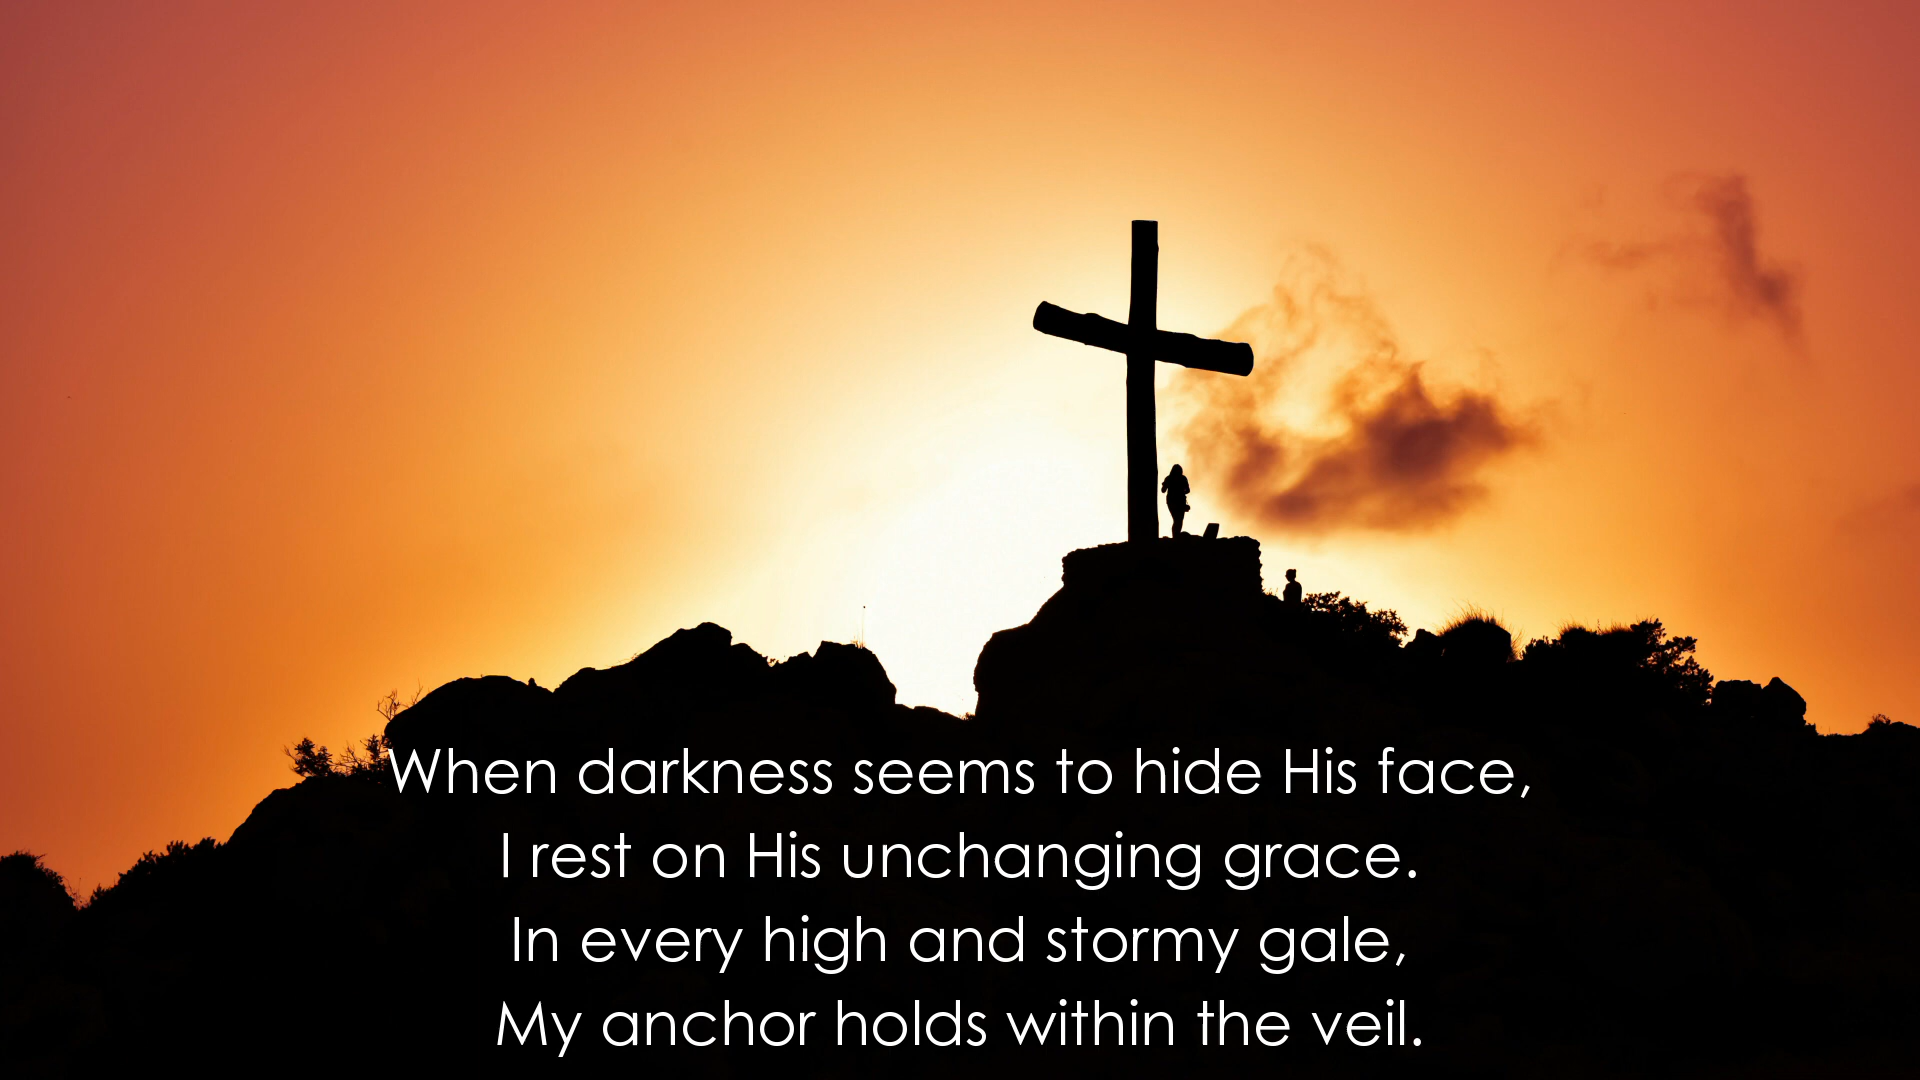 When darkness seems to hide His face,
I rest on His unchanging grace.
In every high and stormy gale,
My anchor holds within the veil.